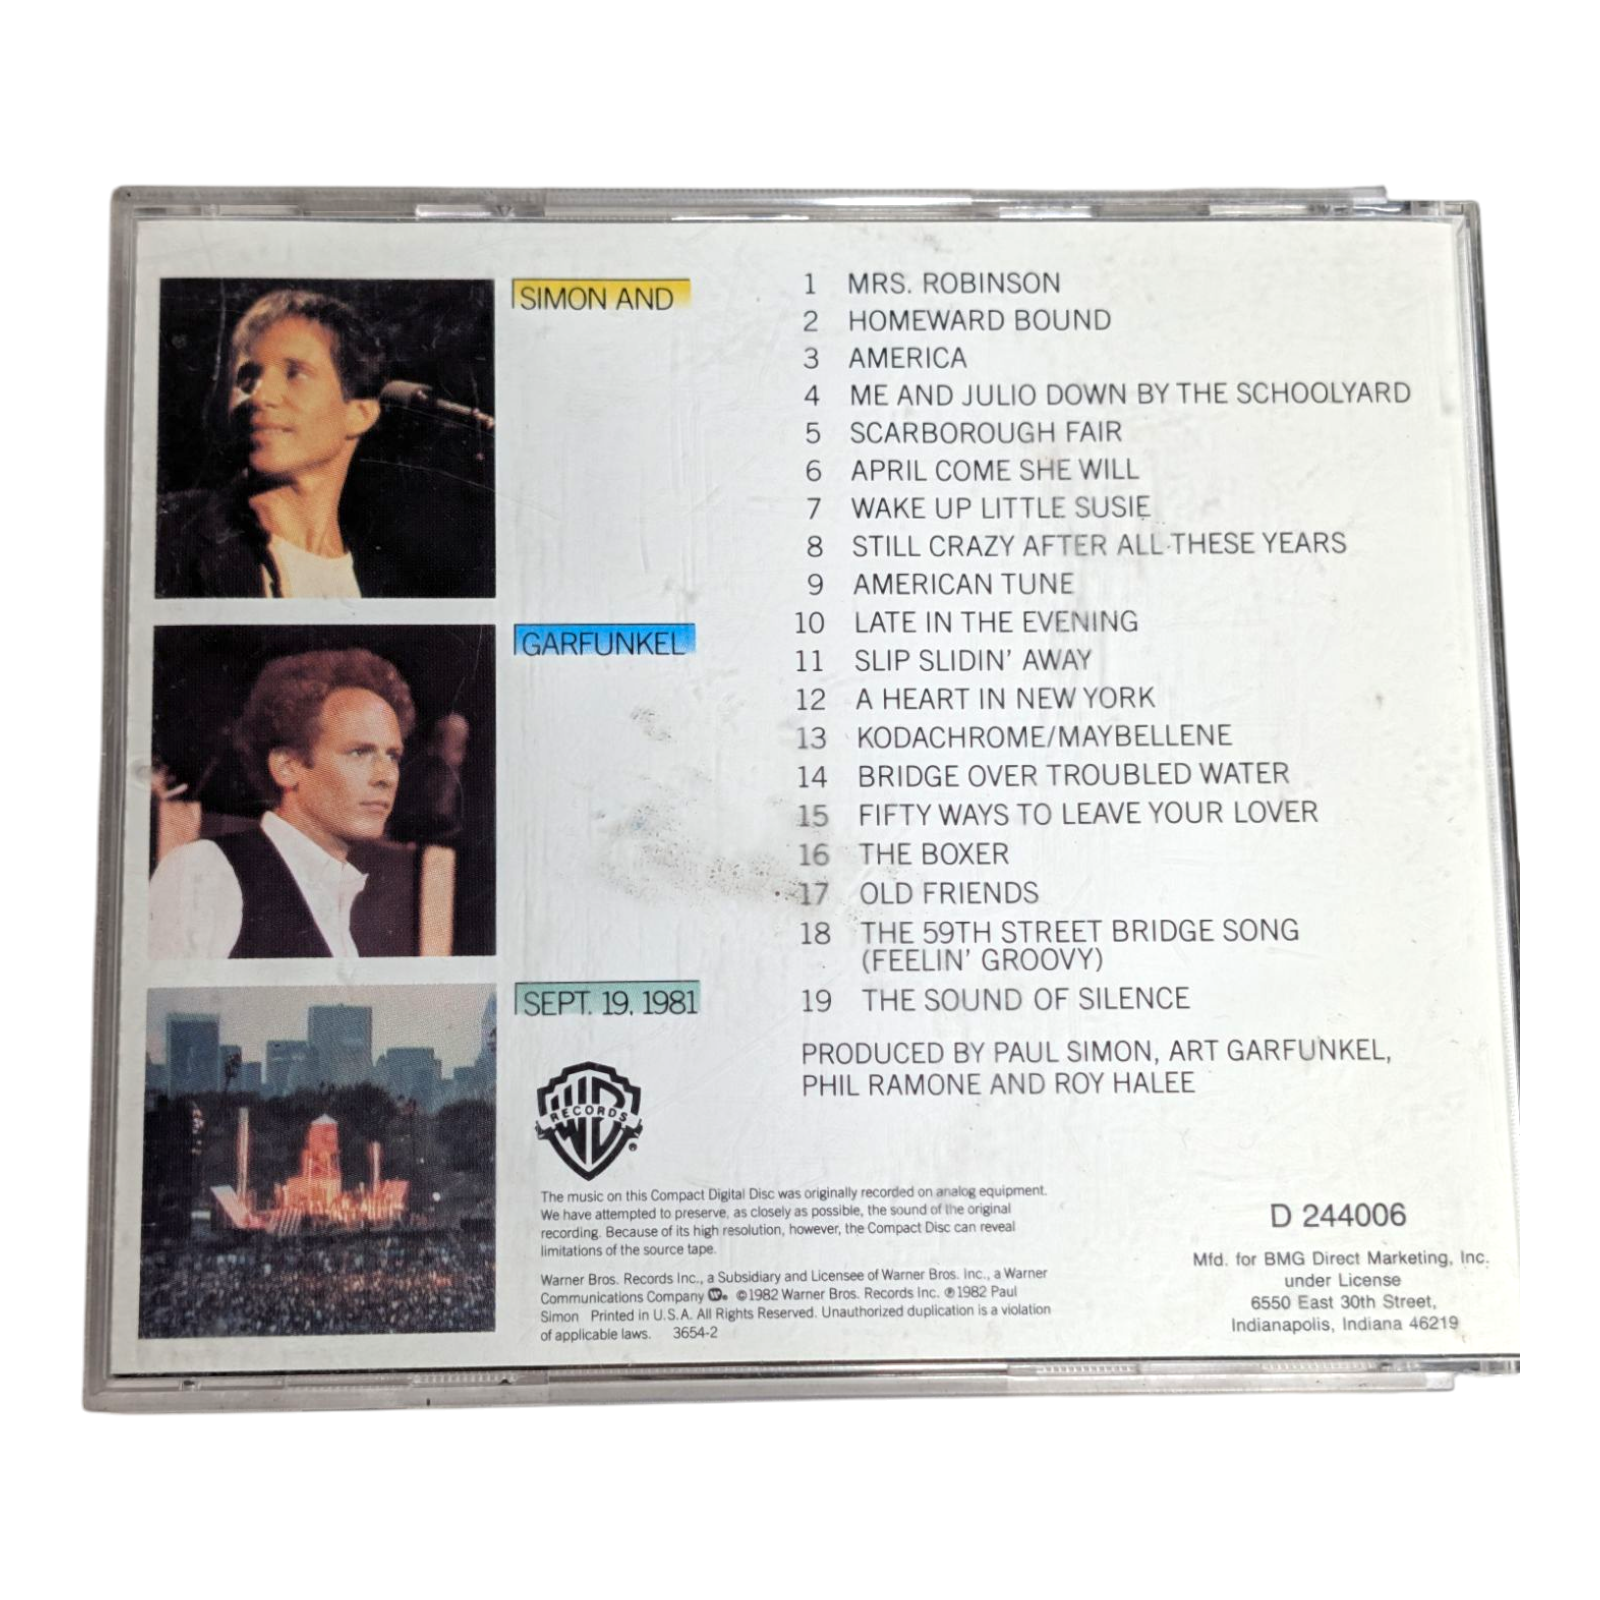 SIMON AND
GARFUNKEL
SEPT. 19, 1981
1 MRS. ROBINSON
2 HOMEWARD BOUND
3 AMERICA
4 ME AND JULIO DOWN BY THE SCHOOLYARD
5 SCARBOROUGH FAIR
6 APRIL COME SHE WILL
7 WAKE UP LITTLE SUSIE
8 STILL CRAZY AFTER ALL THESE YEARS
9 AMERICAN TUNE
10 LATE IN THE EVENING
11 SLIP SLIDIN' AWAY
12 A HEART IN NEW YORK
13 KODACHROME/MAYBELLENE
14 BRIDGE OVER TROUBLED WATER
15 FIFTY WAYS TO LEAVE YOUR LOVER
16 THE BOXER
17 OLD FRIENDS
18 THE 59TH STREET BRIDGE SONG
(FEELIN' GROOVY)
19 THE SOUND OF SILENCE
PRODUCED BY PAUL SIMON, ART GARFUNKEL,
PHIL RAMONE AND ROY HALEE
WB
RECORDS
®
The music on this Compact Digital Disc was originally recorded on analog equipment.
We have attempted to preserve, as closely as possible, the sound of the original
recording. Because of its high resolution, however, the Compact Disc can reveal
limitations of the source tape.
Warner Bros. Records Inc., a Subsidiary and Licensee of Warner Bros. Inc., a Warner
Communications Company W. ©1982 Warner Bros. Records Inc. ℗1982 Paul
Simon Printed in U.S.A. All Rights Reserved. Unauthorized duplication is a violation
of applicable laws. 3654-2
D 244006
Mfd. for BMG Direct Marketing, Inc.
under License
6550 East 30th Street,
Indianapolis, Indiana 46219